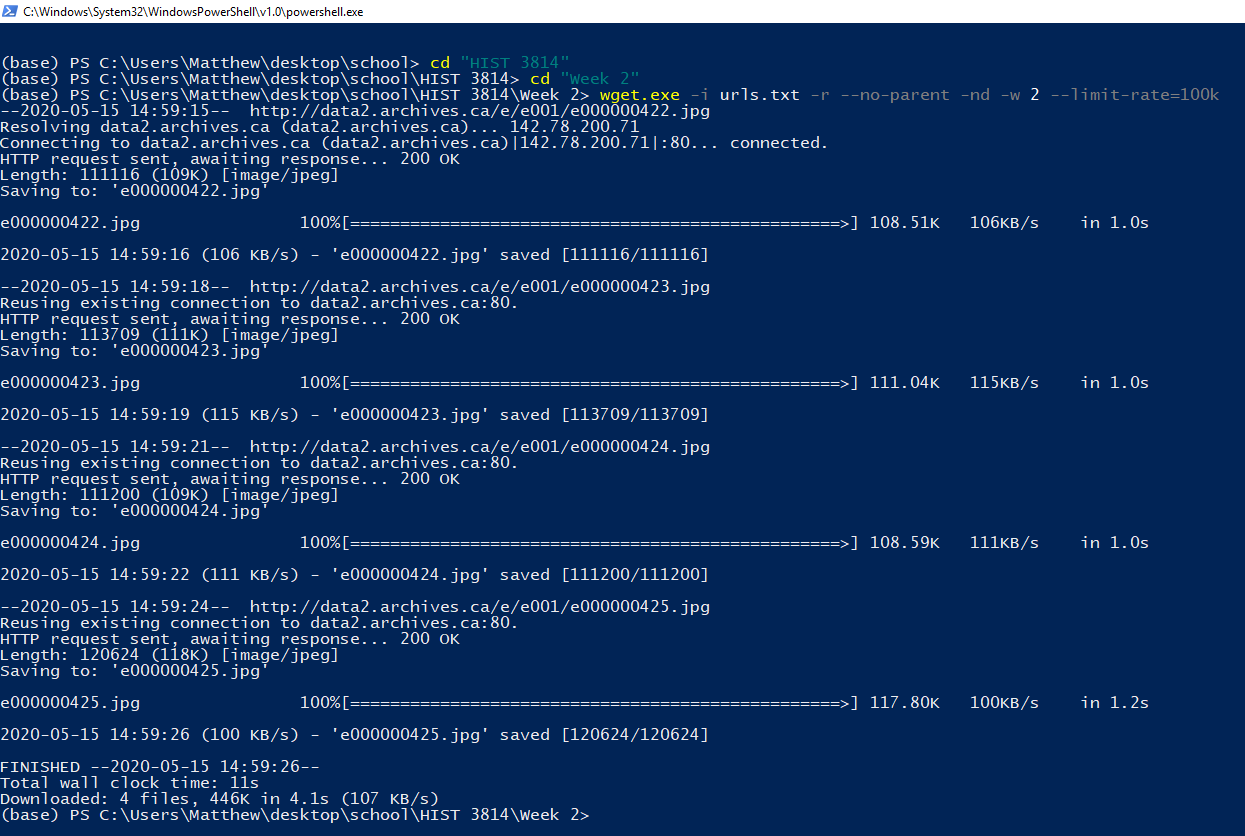 C:\Windows\System32\WindowsPowerShell\v1.0\powershell.exe
(base) PS C:\Users\Matthew\desktop\school> cd "HIST 3814"
(base) PS C:\Users\Matthew\desktop\school\HIST 3814> cd "Week 2"
(base) PS C:\Users\Matthew\desktop\school\HIST 3814\Week 2> wget.exe -i urls.txt -r --no-parent -nd -w 2 --limit-rate=100k
--2020-05-15 14:59:15--  http://data2.archives.ca/e/e001/e000000422.jpg
Resolving data2.archives.ca (data2.archives.ca)... 142.78.200.71
Connecting to data2.archives.ca (data2.archives.ca)|142.78.200.71|:80... connected.
HTTP request sent, awaiting response... 200 OK
Length: 111116 (109K) [image/jpeg]
Saving to: 'e000000422.jpg'
e000000422.jpg                100%[=================================================>] 108.51K   106KB/s    in 1.0s
2020-05-15 14:59:16 (106 KB/s) - 'e000000422.jpg' saved [111116/111116]
--2020-05-15 14:59:18--  http://data2.archives.ca/e/e001/e000000423.jpg
Reusing existing connection to data2.archives.ca:80.
HTTP request sent, awaiting response... 200 OK
Length: 113709 (111K) [image/jpeg]
Saving to: 'e000000423.jpg'
e000000423.jpg                100%[=================================================>] 111.04K   115KB/s    in 1.0s
2020-05-15 14:59:19 (115 KB/s) - 'e000000423.jpg' saved [113709/113709]
--2020-05-15 14:59:21--  http://data2.archives.ca/e/e001/e000000424.jpg
Reusing existing connection to data2.archives.ca:80.
HTTP request sent, awaiting response... 200 OK
Length: 111200 (109K) [image/jpeg]
Saving to: 'e000000424.jpg'
e000000424.jpg                100%[=================================================>] 108.59K   111KB/s    in 1.0s
2020-05-15 14:59:22 (111 KB/s) - 'e000000424.jpg' saved [111200/111200]
--2020-05-15 14:59:24--  http://data2.archives.ca/e/e001/e000000425.jpg
Reusing existing connection to data2.archives.ca:80.
HTTP request sent, awaiting response... 200 OK
Length: 120624 (118K) [image/jpeg]
Saving to: 'e000000425.jpg'
e000000425.jpg                100%[=================================================>] 117.80K   100KB/s    in 1.2s
2020-05-15 14:59:26 (100 KB/s) - 'e000000425.jpg' saved [120624/120624]
FINISHED --2020-05-15 14:59:26--
Total wall clock time: 11s
Downloaded: 4 files, 446K in 4.1s (107 KB/s)
(base) PS C:\Users\Matthew\desktop\school\HIST 3814\Week 2>